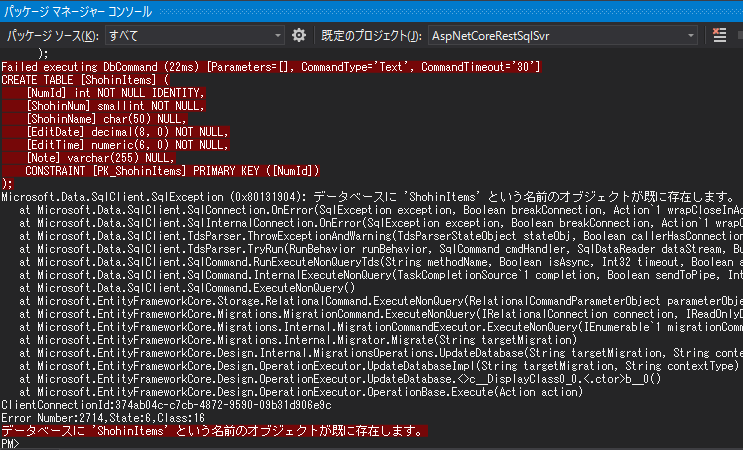 パッケージ マネージャー コンソール
パッケージ ソース(K): すべて 既定のプロジェクト(J): AspNetCoreRestSqlSvr
);
Failed executing DbCommand (22ms) [Parameters=[], CommandType='Text', CommandTimeout='30']
CREATE TABLE [ShohinItems] (
[NumId] int NOT NULL IDENTITY,
[ShohinNum] smallint NOT NULL,
[ShohinName] char(50) NULL,
[EditDate] decimal(8, 0) NOT NULL,
[EditTime] numeric(6, 0) NOT NULL,
[Note] varchar(255) NULL,
CONSTRAINT [PK_ShohinItems] PRIMARY KEY ([NumId])
);
Microsoft.Data.SqlClient.SqlException (0x80131904): データベースに 'ShohinItems' という名前のオブジェクトが既に存在します。
at Microsoft.Data.SqlClient.SqlConnection.OnError(SqlException exception, Boolean breakConnection, Action`1 wrapCloseInAc
at Microsoft.Data.SqlClient.SqlInternalConnection.OnError(SqlException exception, Boolean breakConnection, Action`1 wrap
at Microsoft.Data.SqlClient.TdsParser.ThrowExceptionAndWarning(TdsParserStateObject stateObj, Boolean callerHasConnection
at Microsoft.Data.SqlClient.TdsParser.TryRun(RunBehavior runBehavior, SqlCommand cmdHandler, SqlDataReader dataStream, Bu
at Microsoft.Data.SqlClient.SqlCommand.RunExecuteNonQueryTds(String methodName, Boolean isAsync, Int32 timeout, Boolean a
at Microsoft.Data.SqlClient.SqlCommand.InternalExecuteNonQuery(TaskCompletionSource`1 completion, Boolean sendToPipe, Int
at Microsoft.Data.SqlClient.SqlCommand.ExecuteNonQuery()
at Microsoft.EntityFrameworkCore.Storage.RelationalCommand.ExecuteNonQuery(RelationalCommandParameterObject parameterObje
at Microsoft.EntityFrameworkCore.Migrations.MigrationCommand.ExecuteNonQuery(IRelationalConnection connection, IReadOnlyD
at Microsoft.EntityFrameworkCore.Migrations.Internal.MigrationCommandExecutor.ExecuteNonQuery(IEnumerable`1 migrationComm
at Microsoft.EntityFrameworkCore.Migrations.Internal.Migrator.Migrate(String targetMigration)
at Microsoft.EntityFrameworkCore.Design.Internal.MigrationsOperations.UpdateDatabase(String targetMigration, String conte
at Microsoft.EntityFrameworkCore.Design.OperationExecutor.UpdateDatabaseImpl(String targetMigration, String contextType)
at Microsoft.EntityFrameworkCore.Design.OperationExecutor.UpdateDatabase.<>c__DisplayClass0_0.<.ctor>b__0()
at Microsoft.EntityFrameworkCore.Design.OperationExecutor.OperationBase.Execute(Action action)
ClientConnectionId:374ab04c-c7cb-4872-9590-09b31d906e9c
Error Number:2714,State:6,Class:16
データベースに 'ShohinItems' という名前のオブジェクトが既に存在します。
PM>